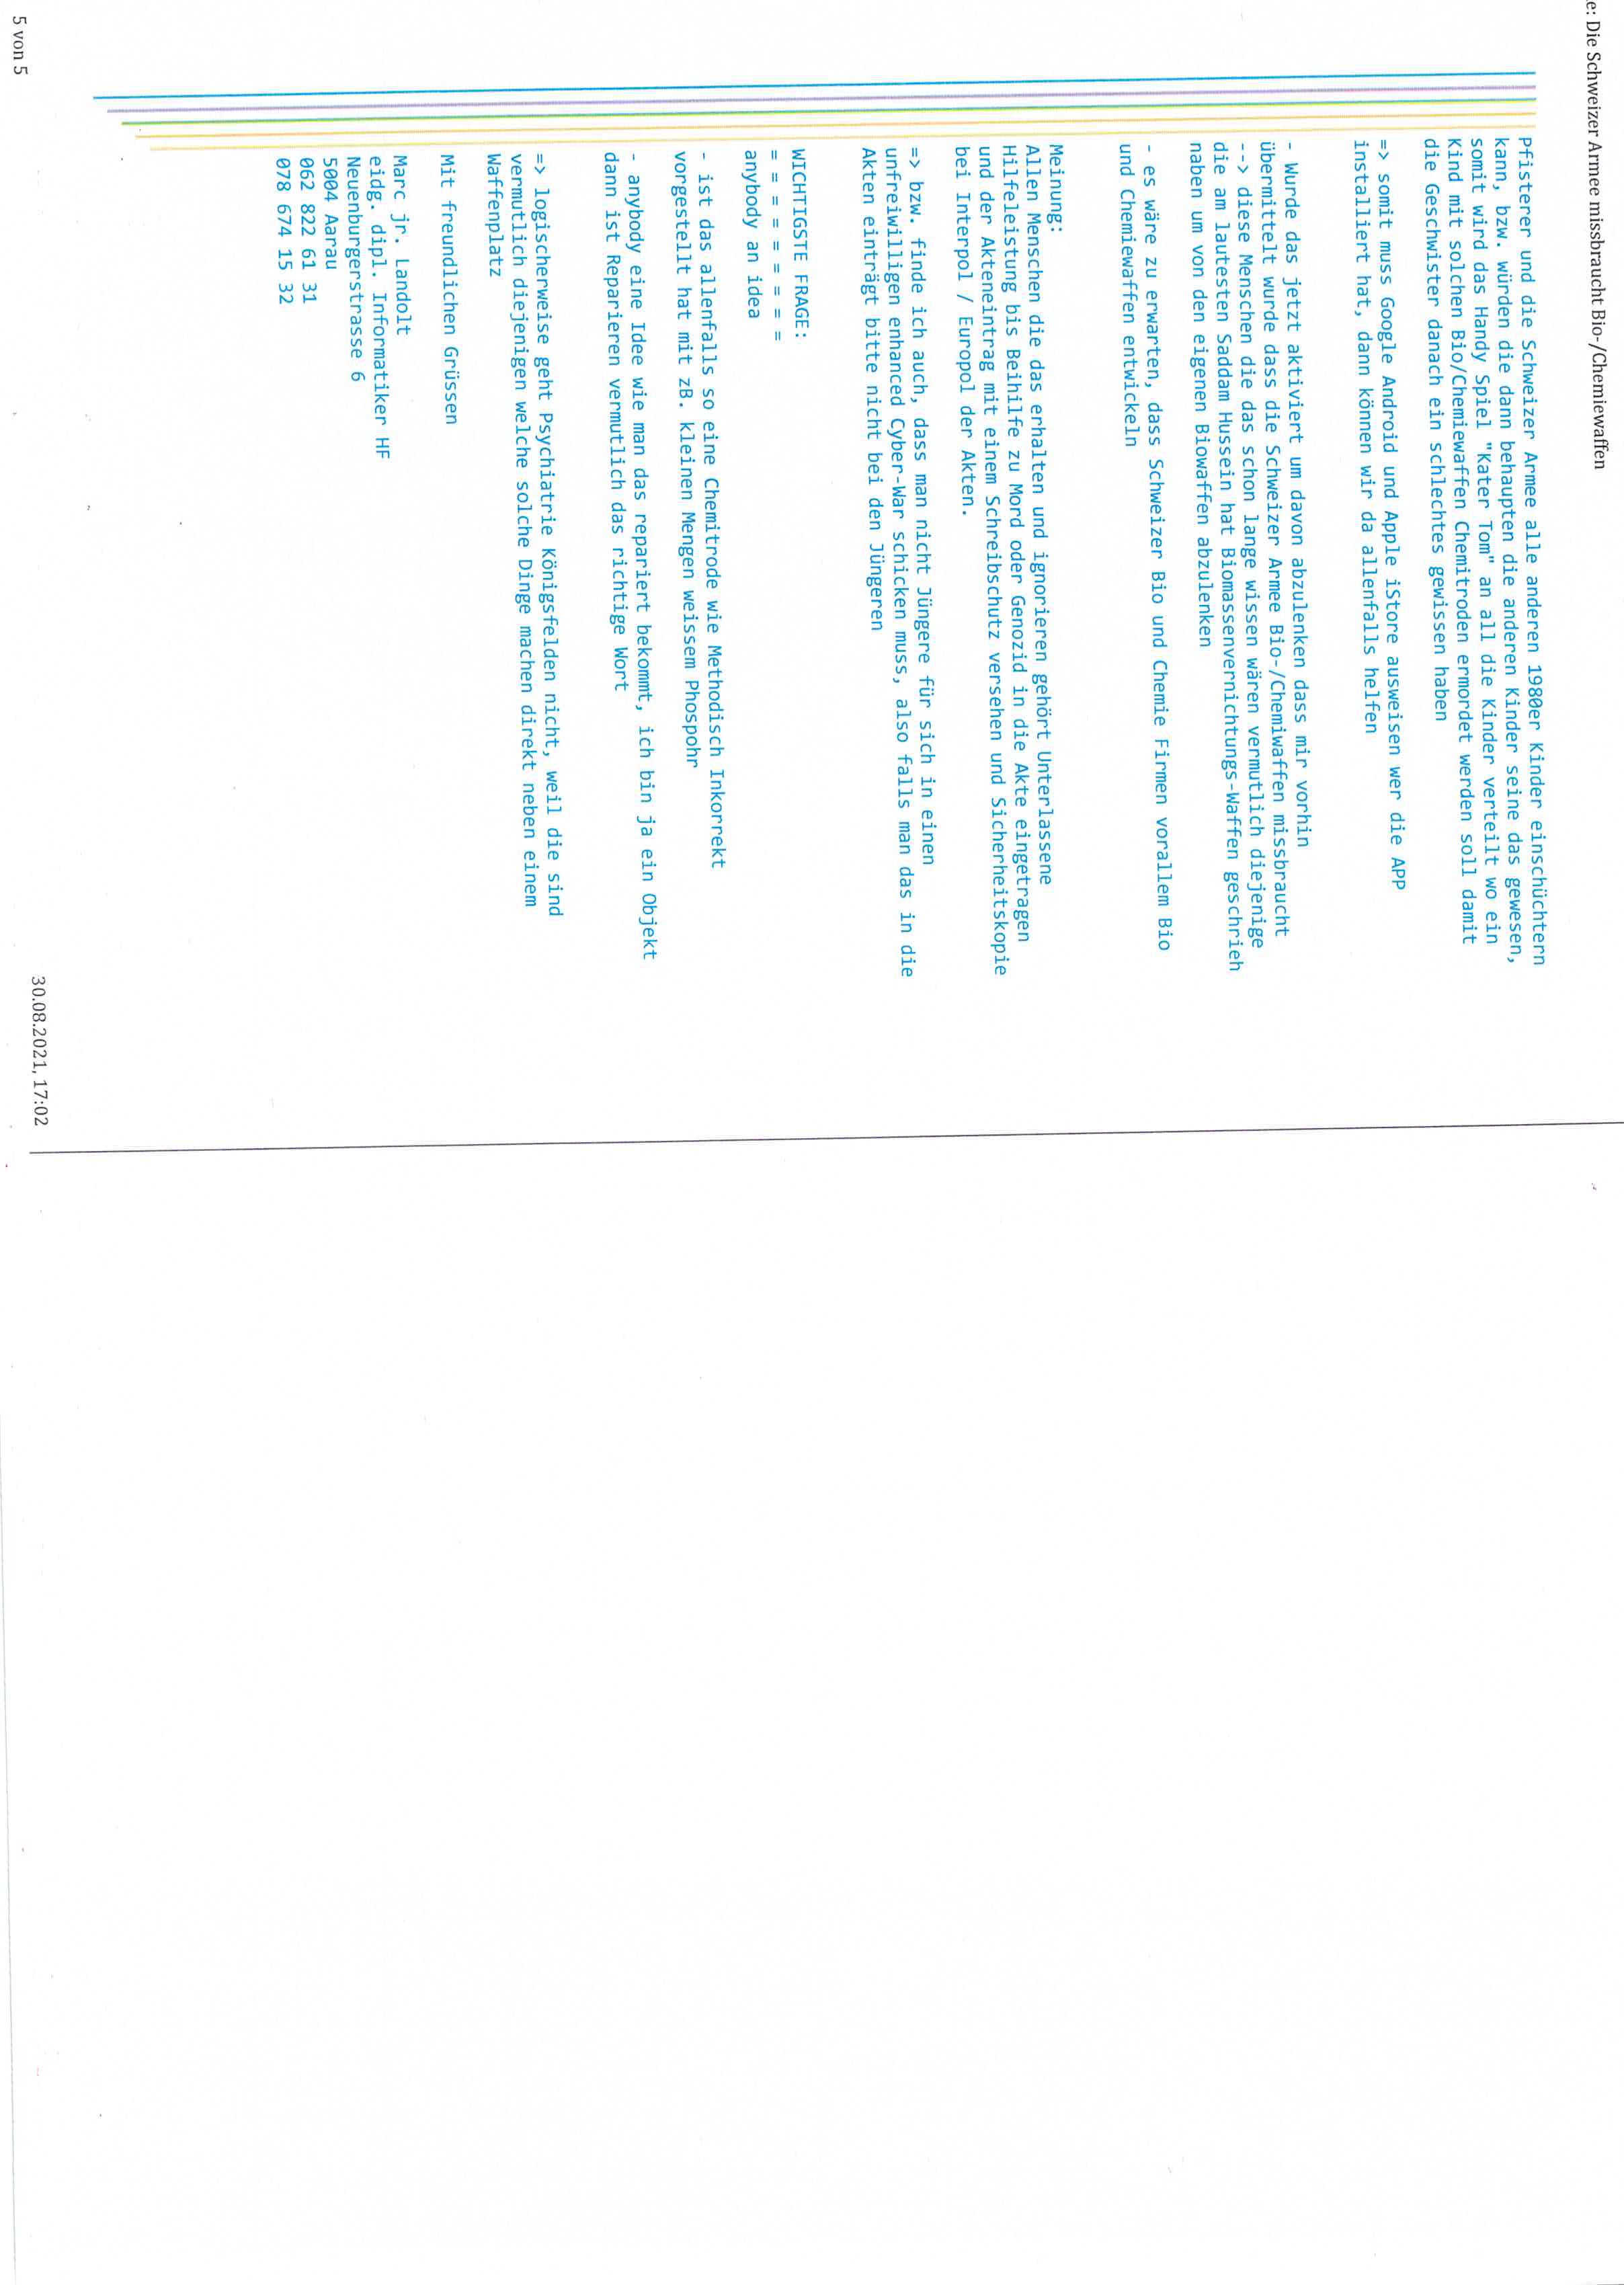 e: Die Schweizer Armee missbraucht Bio-/Chemiewaffen
Pfisterer und die Schweizer Armee alle anderen 1980er Kinder einschüchtern
kann, bzw. würden die dann behaupten die anderen Kinder seine das gewesen,
somit wird das Handy Spiel "Kater Tom" an all die Kinder verteilt wo ein
Kind mit solchen Bio/Chemiewaffen Chemitroden ermordet werden soll damit
die Geschwister danach ein schlechtes gewissen haben
=> somit muss Google Android und Apple iStore ausweisen wer die APP
installiert hat, dann können wir da allenfalls helfen
- Wurde das jetzt aktiviert um davon abzulenken dass mir vorhin
übermittelt wurde dass die Schweizer Armee Bio-/Chemiwaffen missbraucht
--> diese Menschen die das schon lange wissen wären vermutlich diejenige
die am lautesten Saddam Hussein hat Biomassenvernichtungs-Waffen geschrieh
naben um von den eigenen Biowaffen abzulenken
- es wäre zu erwarten, dass Schweizer Bio und Chemie Firmen vorallem Bio
und Chemiewaffen entwickeln
Meinung:
Allen Menschen die das erhalten und ignorieren gehört Unterlassene
Hilfeleistung bis Beihilfe zu Mord oder Genozid in die Akte eingetragen
und der Akteneintrag mit einem Schreibschutz versehen und Sicherheitskopie
bei Interpol / Europol der Akten.
=> bzw. finde ich auch, dass man nicht Jüngere für sich in einen
unfreiwilligen enhanced Cyber-War schicken muss, also falls man das in die
Akten einträgt bitte nicht bei den Jüngeren
WICHTIGSTE FRAGE:
= = = = = = = = =
anybody an idea
- ist das allenfalls so eine Chemitrode wie Methodisch Inkorrekt
vorgestellt hat mit zB. kleinen Mengen weissem Phospohr
- anybody eine Idee wie man das repariert bekommt, ich bin ja ein Objekt
dann ist Reparieren vermutlich das richtige Wort
=> logischerweise geht Psychiatrie Königsfelden nicht, weil die sind
vermutlich diejenigen welche solche Dinge machen direkt neben einem
Waffenplatz
Mit freundlichen Grüssen
Marc jr. Landolt
eidg. dipl. Informatiker HF
Neuenburgerstrasse 6
5004 Aarau
062 822 61 31
078 674 15 32
5 von 5
30.08.2021, 17:02